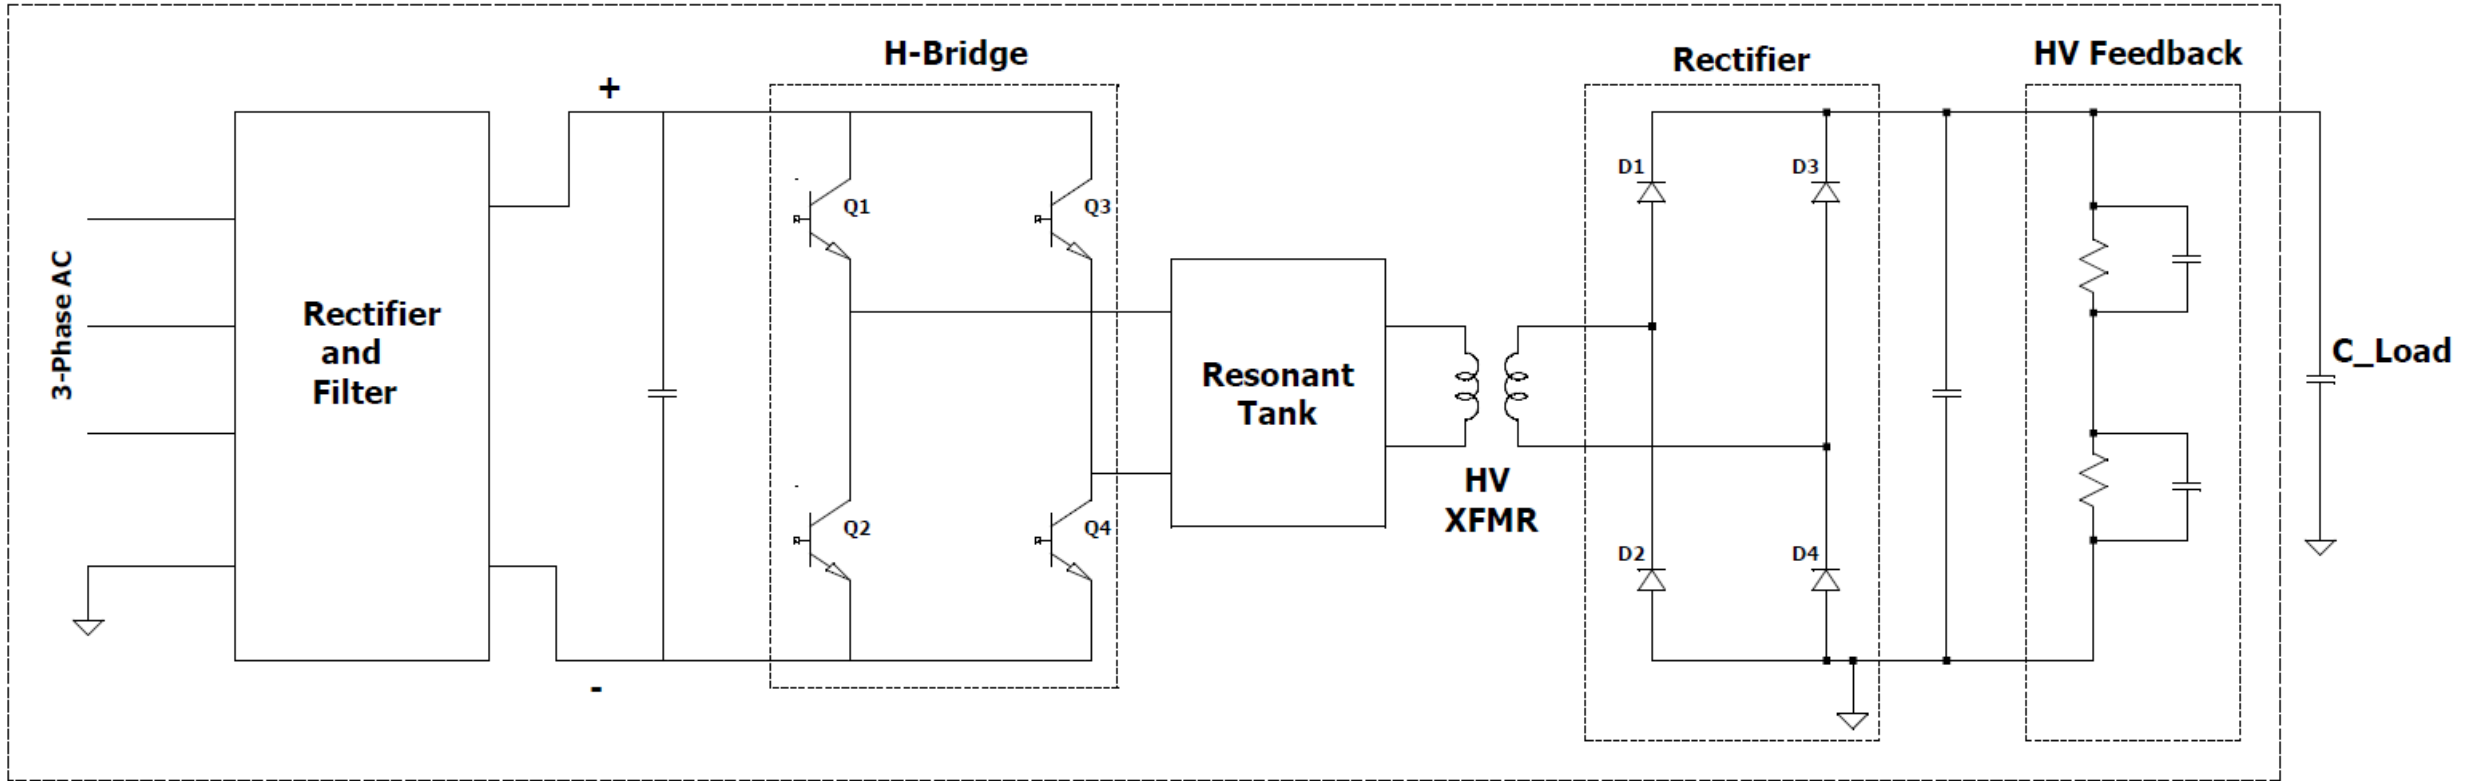 H-Bridge
Rectifier
HV Feedback
+
D1
D3
Q1
Q3
3-Phase AC
Rectifier
and
Filter
Resonant
Tank
C_Load
HV
XFMR
Q2
Q4
D2
D4
-